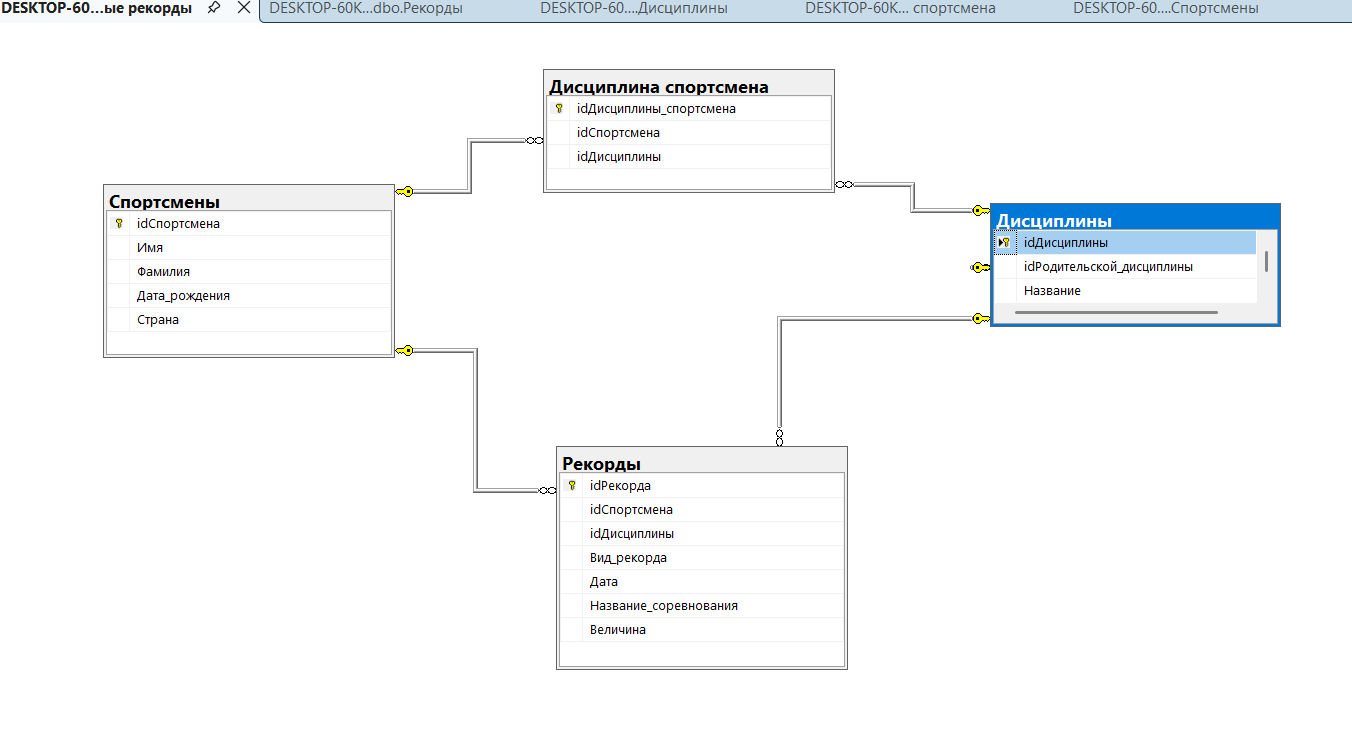 DESKTOP-60...ые рекорды
DESKTOP-60K...dbo.Рекорды
DESKTOP-60....Дисциплины
DESKTOP-60K... спортсмена
DESKTOP-60....Спортсмены
Дисциплина спортсмена
idДисциплины_спортсмена
idСпортсмена
idДисциплины
Спортсмены
idСпортсмена
Имя
Фамилия
Дата_рождения
Страна
Дисциплины
idДисциплины
idРодительской_дисциплины
Название
Рекорды
idРекорда
idСпортсмена
idДисциплины
Вид_рекорда
Дата
Название_соревнования
Величина